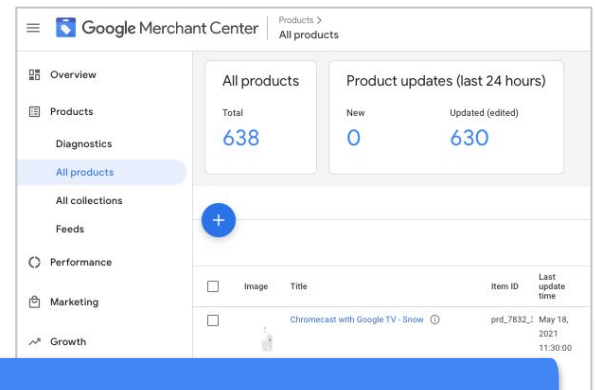 Google Merchant Center
Products >
All products
Overview
Products
Diagnostics
All products
All collections
Feeds
Performance
Marketing
Growth
All products
Total
638
Product updates (last 24 hours)
New
0
Updated (edited)
630
+
Image Title Item ID Last update time
Chromecast with Google TV - Snow prd_7832_ May 18, 2021 11:30:00